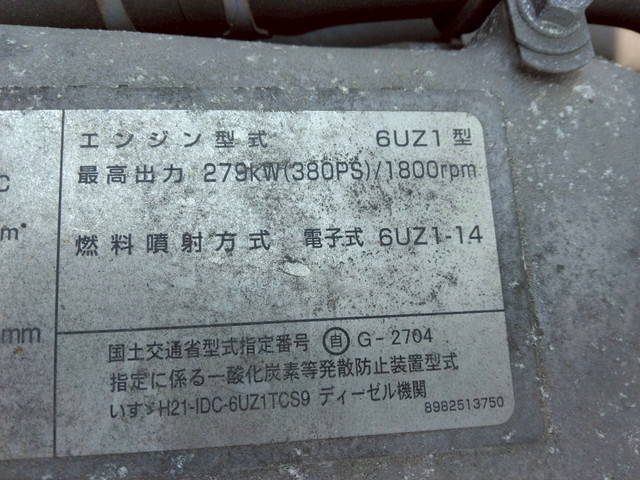 エンジン型式 6UZ1型
最高出力 279kW(380PS)/1800rpm
C
m
燃料噴射方式 電子式 6UZ1-14
mm
国土交通省型式指定番号 自 G-2704
指定に係る一酸化炭素等発散防止装置型式
いすゞH21-IDC-6UZ1TCS9 ディーゼル機関
8982513750